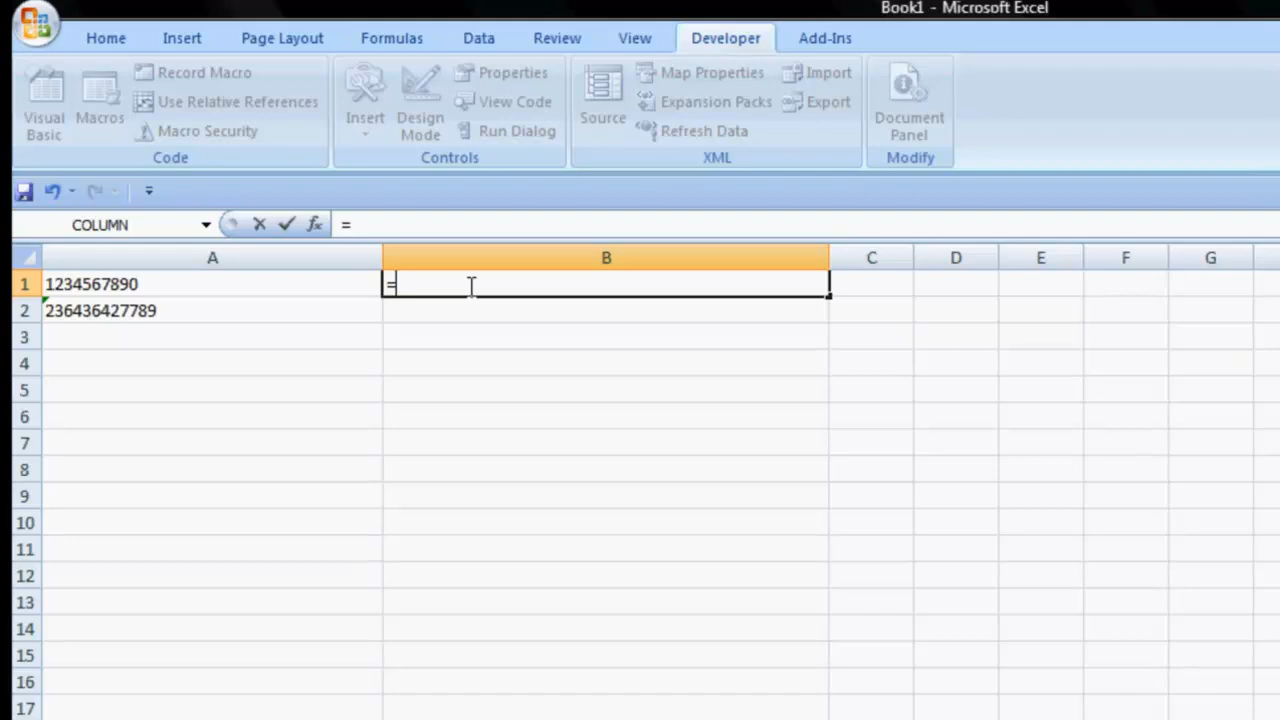 Book1 - Microsoft Excel
Home Insert Page Layout Formulas Data Review View Developer Add-Ins
Visual Basic
Macros
Record Macro
Use Relative References
Macro Security
Code
Insert
Design Mode
Properties
View Code
Run Dialog
Controls
Source
Map Properties
Expansion Packs
Refresh Data
Import
Export
XML
Document Panel
Modify
COLUMN fx =
A B C D E F G
1 1234567890 =
2 236436427789
3
4
5
6
7
8
9
10
11
12
13
14
15
16
17